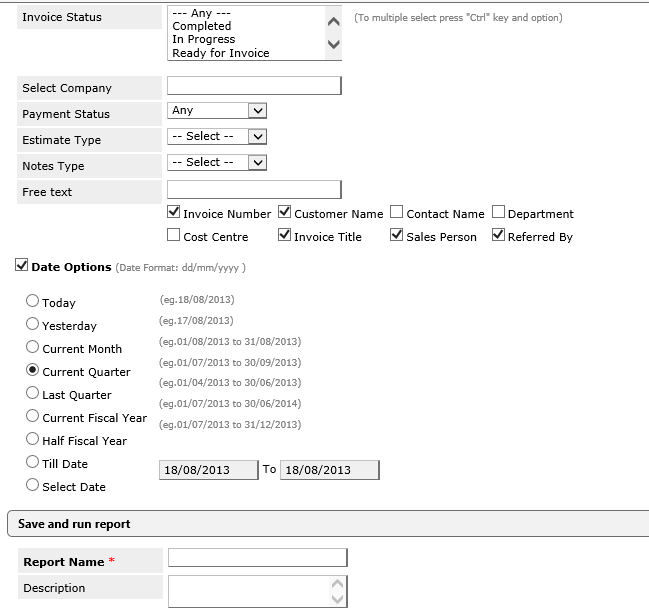 Invoice Status
--- Any ---
Completed
In Progress
Ready for Invoice
(To multiple select press "Ctrl" key and option)
Select Company
Payment Status Any
Estimate Type -- Select --
Notes Type -- Select --
Free text
Invoice Number Customer Name Contact Name Department
Cost Centre Invoice Title Sales Person Referred By
Date Options (Date Format: dd/mm/yyyy )
Today (eg.18/08/2013)
Yesterday (eg.17/08/2013)
Current Month (eg.01/08/2013 to 31/08/2013)
Current Quarter (eg.01/07/2013 to 30/09/2013)
Last Quarter (eg.01/04/2013 to 30/06/2013)
Current Fiscal Year (eg.01/07/2013 to 30/06/2014)
Half Fiscal Year (eg.01/07/2013 to 31/12/2013)
Till Date
18/08/2013 To 18/08/2013
Select Date
Save and run report
Report Name *
Description